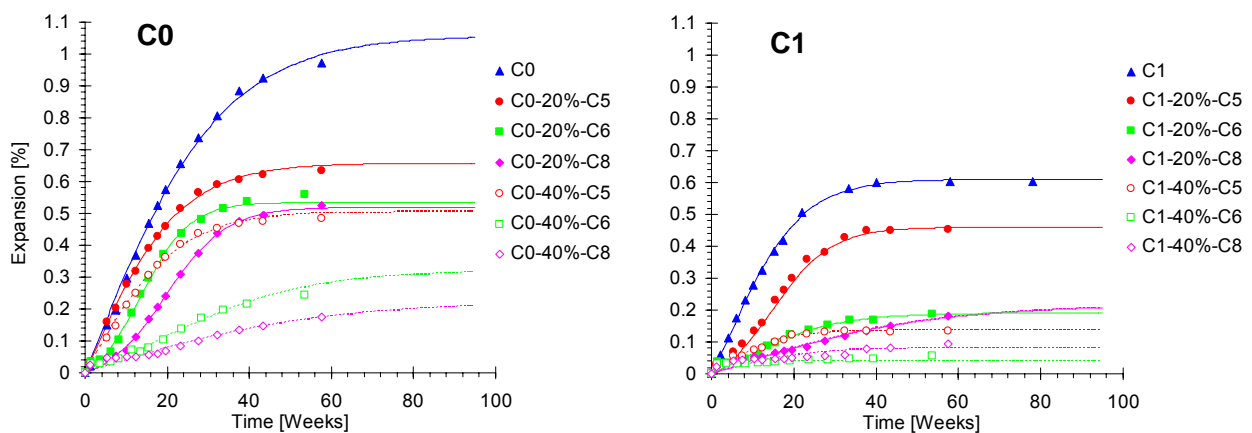 C0
1.1
1
0.9
0.8
0.7
0.6
0.5
0.4
0.3
0.2
0.1
0
Expansion [%]
0 20 40 60 80 100
Time [Weeks]
C0
C0-20%-C5
C0-20%-C6
C0-20%-C8
C0-40%-C5
C0-40%-C6
C0-40%-C8
C1
1.1
1
0.9
0.8
0.7
0.6
0.5
0.4
0.3
0.2
0.1
0
0 20 40 60 80 100
Time [Weeks]
C1
C1-20%-C5
C1-20%-C6
C1-20%-C8
C1-40%-C5
C1-40%-C6
C1-40%-C8